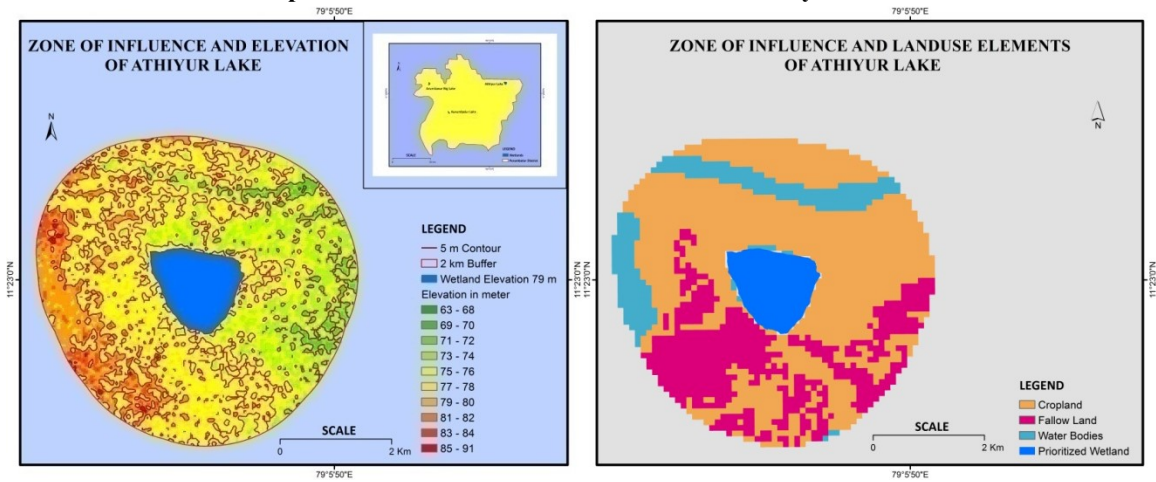 79°5'50"E
79°5'50"E
ZONE OF INFLUENCE AND ELEVATION
OF ATHIYUR LAKE
N
LEGEND
SCALE
LEGEND
5 m Contour
2 km Buffer
Wetland Elevation 79 m
Elevation in meter
63 - 68
69 - 70
71 - 72
73 - 74
75 - 76
77 - 78
79 - 80
81 - 82
83 - 84
85 - 91
SCALE
0 2 Km
11°23'0"N
11°23'0"N
79°5'50"E
ZONE OF INFLUENCE AND LANDUSE ELEMENTS
OF ATHIYUR LAKE
N
LEGEND
Cropland
Fallow Land
Water Bodies
Prioritized Wetland
SCALE
0 2 Km
11°23'0"N
79°5'50"E